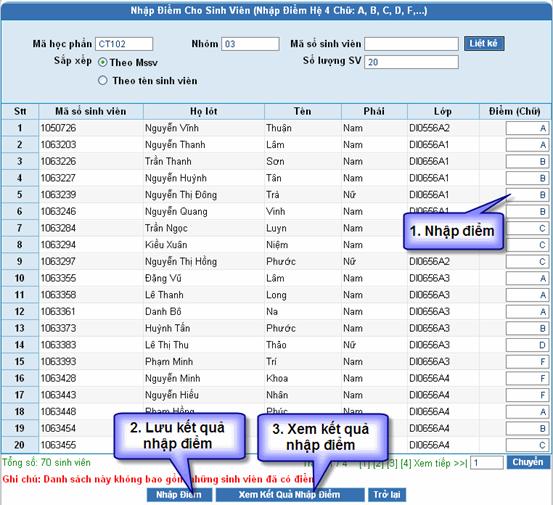 Nhập Điểm Cho Sinh Viên (Nhập Điểm Hệ 4 Chữ: A, B, C, D, F,...)
Mã học phần CT102 Nhóm 03 Mã số sinh viên Liệt kê
Sắp xếp Theo Mssv Số lượng SV 20
Theo tên sinh viên
Stt Mã số sinh viên Họ lót Tên Phái Lớp Điểm (Chữ)
1 1050726 Nguyễn Vĩnh Thuận Nam DI0556A2 A
2 1063203 Nguyễn Thanh Lâm Nam DI0656A1 A
3 1063226 Trần Thanh Sơn Nam DI0656A1 B
4 1063227 Nguyễn Huỳnh Tân Nam DI0656A1 B
5 1063239 Nguyễn Thị Đông Trà Nữ DI0656A1 B
6 1063246 Nguyễn Quang Vinh Nam DI0656A1 B
1. Nhập điểm
7 1063284 Trần Ngọc Luyn Nam C
8 1063294 Kiều Xuân Niệm Nam C
9 1063297 Nguyễn Thị Hồng Phước Nữ DI0656A2 C
10 1063355 Đặng Vũ Lâm Nam DI0656A3 A
11 1063358 Lê Thanh Long Nam DI0656A3 A
12 1063361 Danh Bô Na Nam DI0656A3 A
13 1063373 Huỳnh Tấn Phước Nam DI0656A3 B
14 1063383 Lê Thị Thu Thảo Nữ DI0656A3 D
15 1063393 Phạm Minh Trí Nam DI0656A3 F
16 1063428 Nguyễn Minh Khoa Nam DI0656A4 F
17 1063443 Nguyễn Hiếu Nhân Nam DI0656A4 F
18 1063448 Phạm Hồng Phúc Nam DI0656A4 A
19 1063454 DI0656A4 B
20 1063455 DI0656A4 C
2. Lưu kết quả
nhập điểm
3. Xem kết quả
nhập điểm
Tổng số: 70 sinh viên / 4 [1] [2] [3] [4] Xem tiếp >>| 1 Chuyển
Ghi chú: Danh sách này không bao gồm những sinh viên đã có điểm
Nhập Điểm Xem Kết Quả Nhập Điểm Trở lại